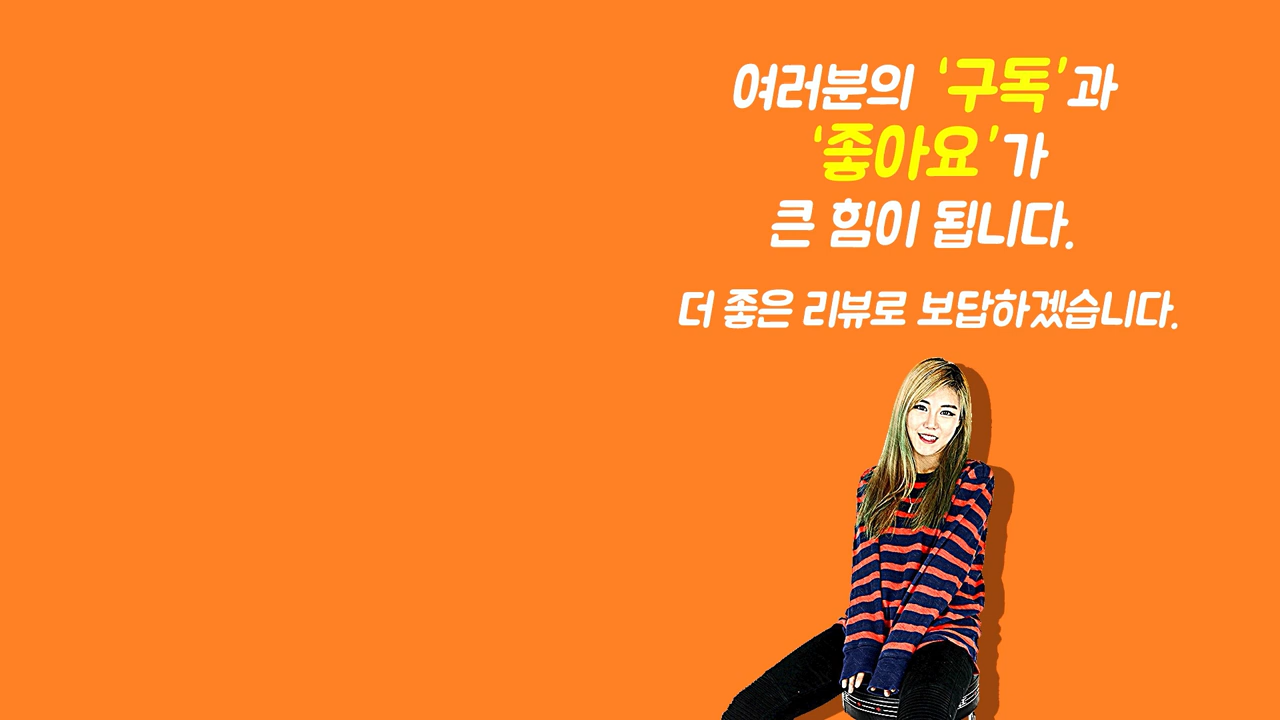 여러분의 '구독'과
'좋아요'가
큰 힘이 됩니다.
더 좋은 리뷰로 보답하겠습니다.